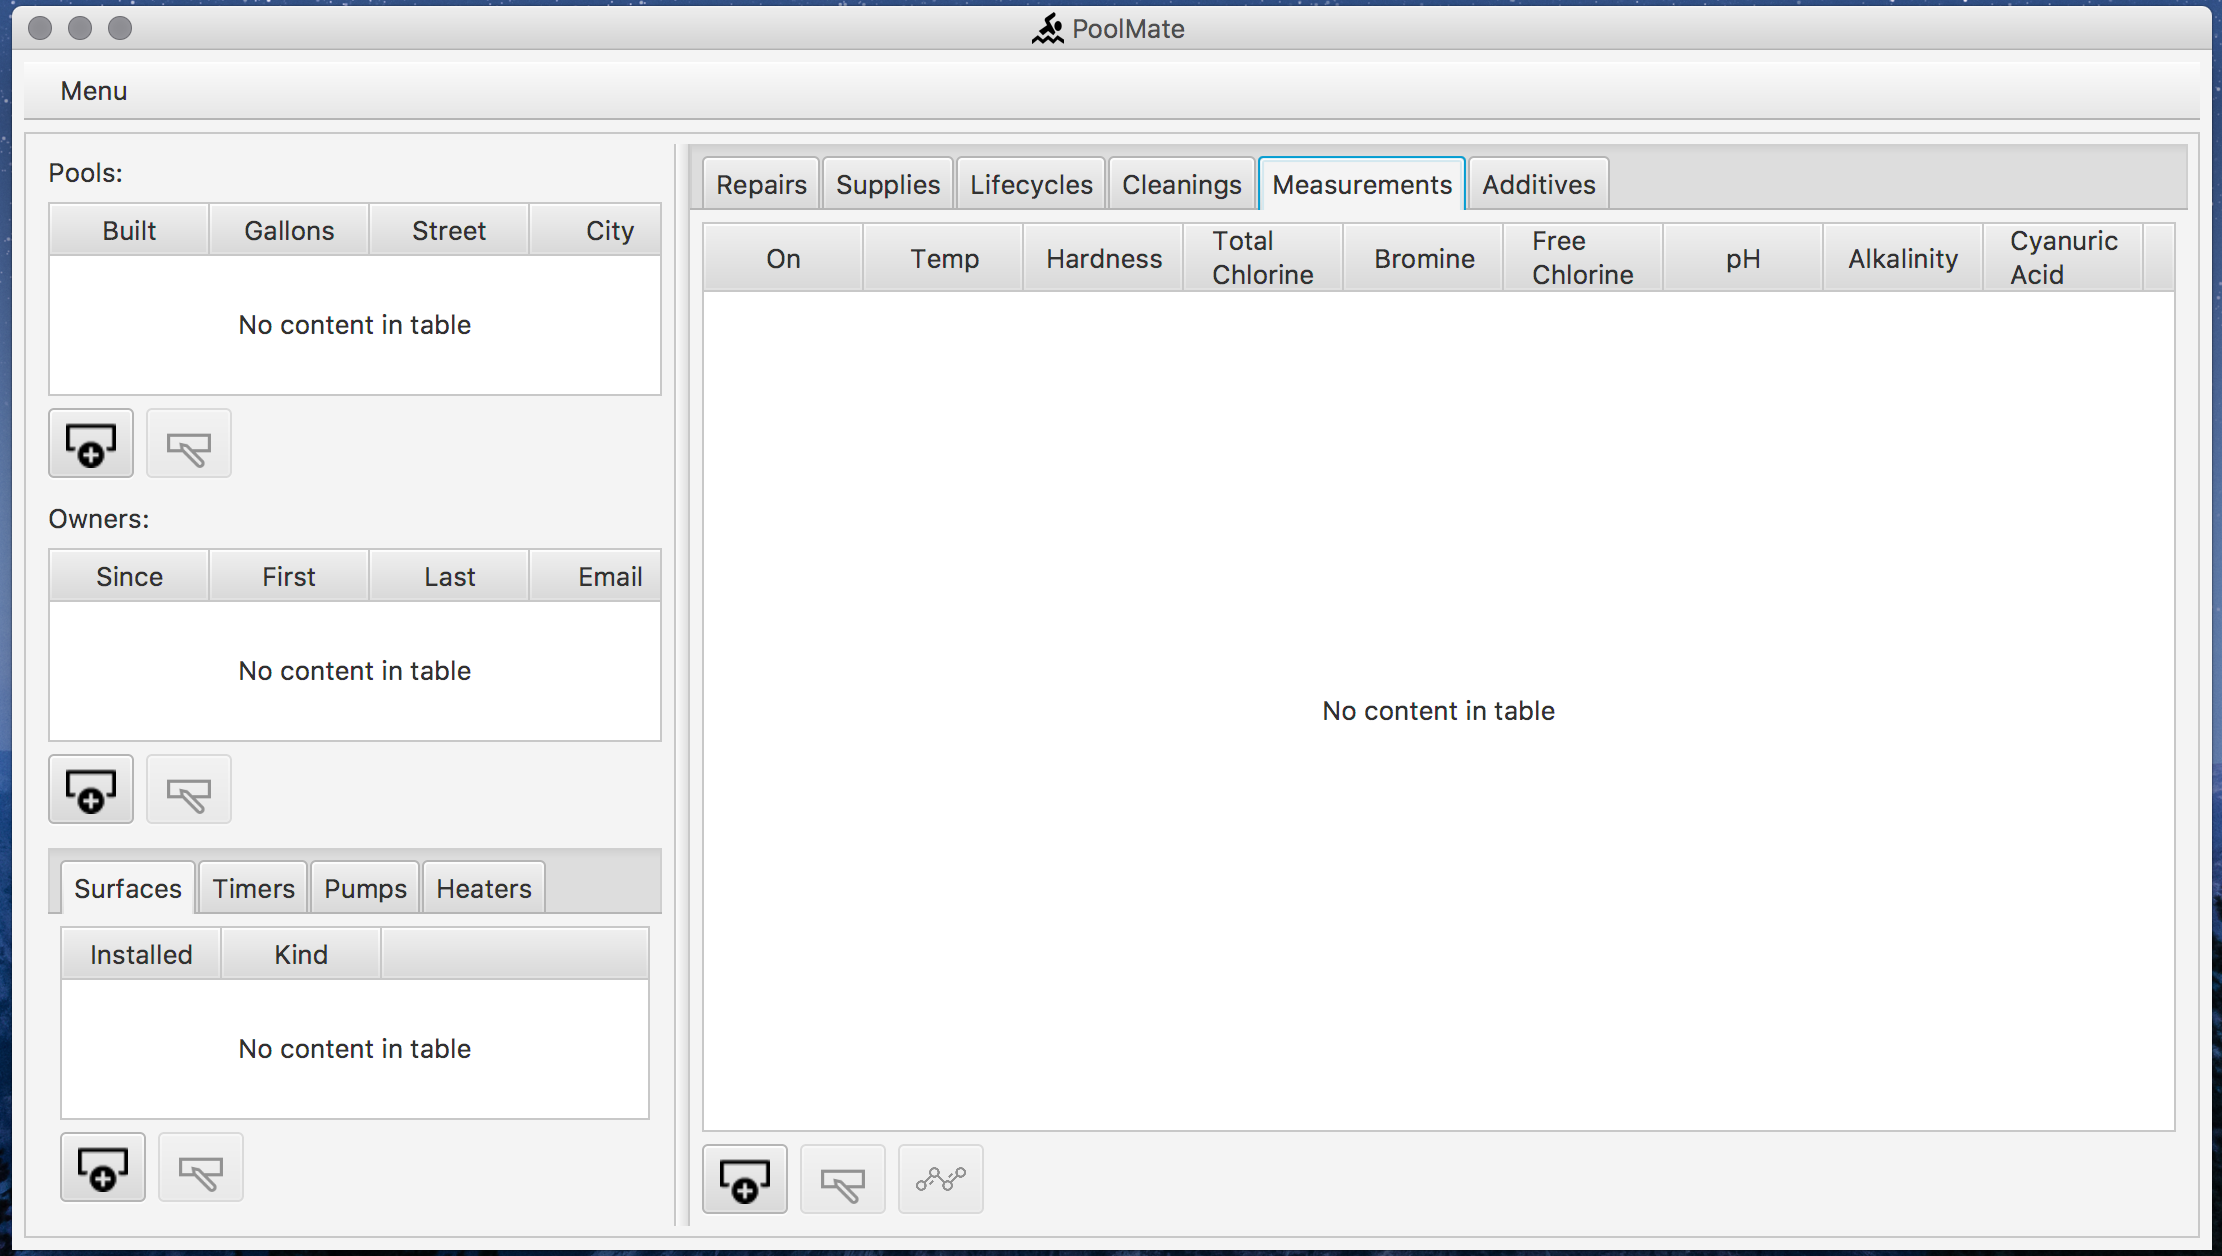 PoolMate
Menu
Pools:
Built Gallons Street City
No content in table
Owners:
Since First Last Email
No content in table
Surfaces Timers Pumps Heaters
Installed Kind
No content in table
Repairs Supplies Lifecycles Cleanings Measurements Additives
On Temp Hardness Total Chlorine Bromine Free Chlorine pH Alkalinity Cyanuric Acid
No content in table